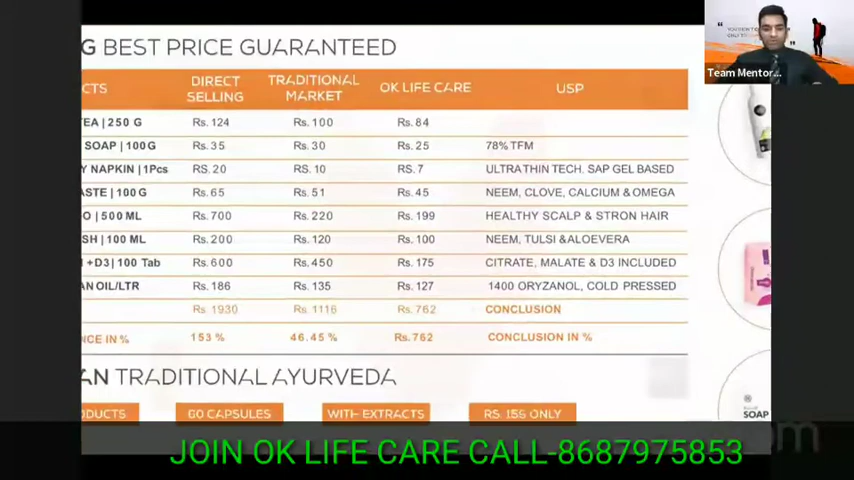 G BEST PRICE GUARANTEED
CTS DIRECT SELLING TRADITIONAL MARKET OK LIFE CARE USP
TEA | 250 G Rs. 124 Rs. 100 Rs. 84
SOAP | 100G Rs. 35 Rs. 30 Rs. 25 78% TFM
Y NAPKIN | 1Pcs RS. 20 RS. 10 RS. 7 ULTRA THIN TECH. SAP GEL BASED
ASTE | 100 G Rs. 65 Rs. 51 Rs. 45 NEEM, CLOVE, CALCIUM & OMEGA
O | 500 ML Rs. 700 Rs. 220 Rs. 199 HEALTHY SCALP & STRON HAIR
SH | 100 ML Rs. 200 Rs. 120 Rs. 100 NEEM, TULSI &ALOEVERA
+D3 | 100 Tab Rs. 600 Rs. 450 Rs. 175 CITRATE, MALATE & D3 INCLUDED
AN OIL/LTR Rs. 186 Rs. 135 Rs. 127 1400 ORYZANOL, COLD PRESSED
Rs 1930 Rs. 1116 Rs. 762 CONCLUSION
NCE IN % 153 % 46.45 % Rs. 762 CONCLUSION IN %
AN TRADITIONAL AYURVEDA
ODUCTS 60 CAPSULES WITH EXTRACTS RS. 155 ONLY
SOAP
Team Mentor...
JOIN OK LIFE CARE CALL-8687975853